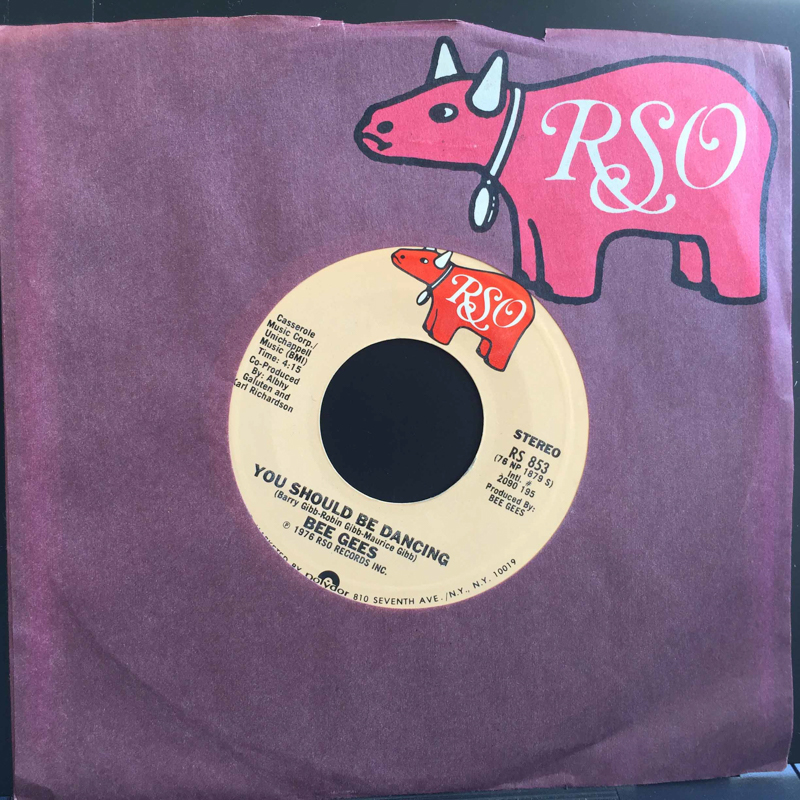 RSO
RSO
Casserole
Music Corp./
Unichappell
Music (BMI)
Time: 4:15
Co-Produced
By: Albhy
Galuten and
Karl Richardson
STEREO
RS 853
(76 NP 1879 S)
Intl. #
2090 195
Produced By:
BEE GEES
YOU SHOULD BE DANCING
(Barry Gibb-Robin Gibb-Maurice Gibb)
BEE GEES
℗ 1976 RSO RECORDS INC.
BY polydor 810 SEVENTH AVE./N.Y., N.Y. 10019